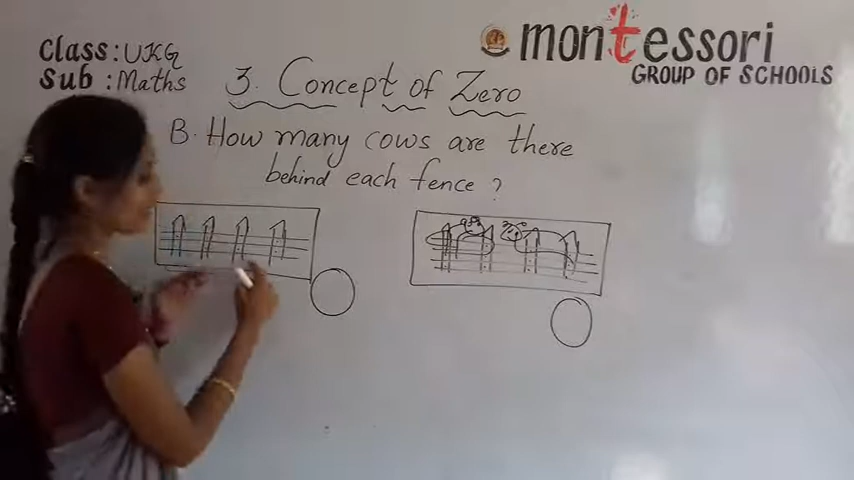 Class: UKG
Sub : Maths
montessori
GROUP OF SCHOOLS
3. Concept of Zero
B. How many cows are there
behind each fence ?